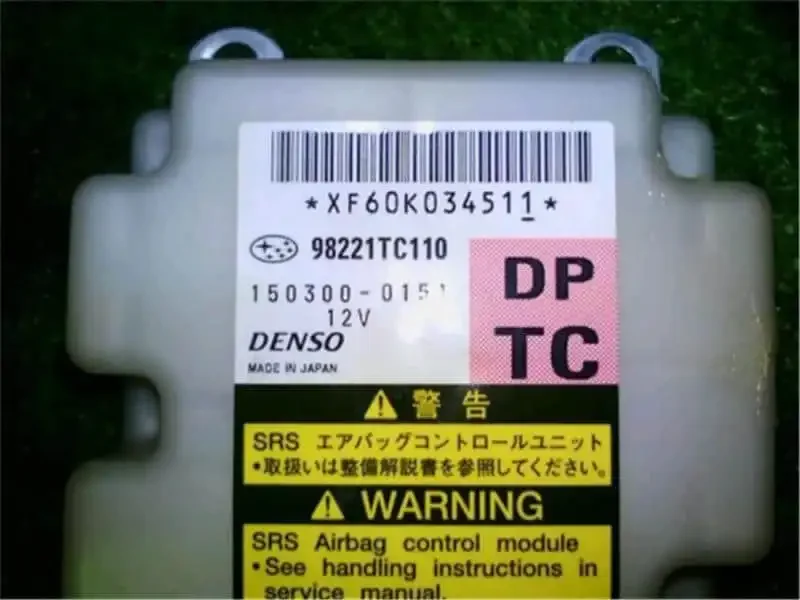 *XF60K034511*
98221TC110
150300-0151
12V
DENSO
MADE IN JAPAN
DP
TC
警告
SRS エアバッグコントロールユニット
•取扱いは整備解説書を参照してください。
WARNING
SRS Airbag control module
•See handling instructions in
service manual.